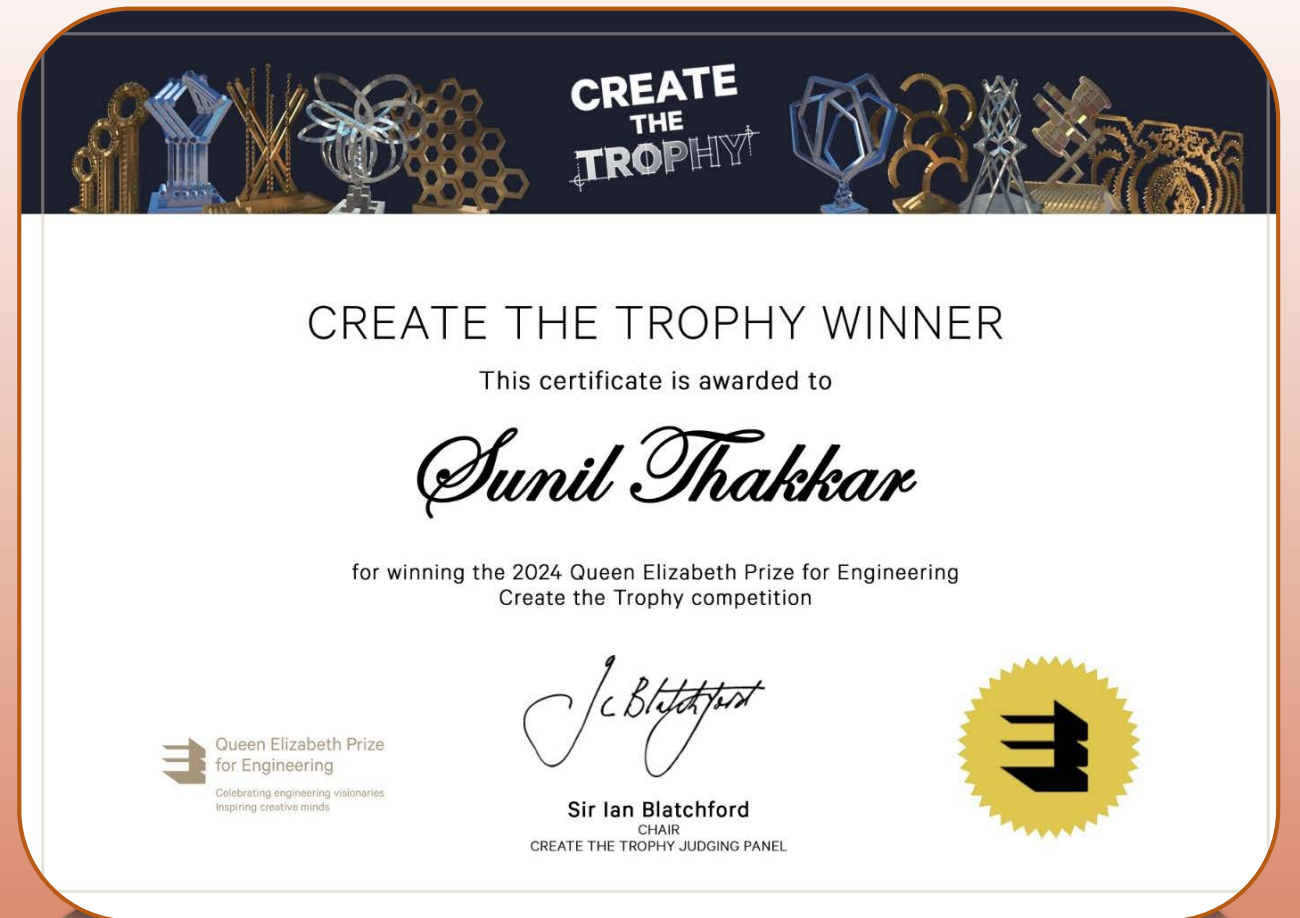 CREATE
THE
TROPHY
CREATE THE TROPHY WINNER
This certificate is awarded to
Sunil Thakkar
for winning the 2024 Queen Elizabeth Prize for Engineering
Create the Trophy competition
Jc Blatchford
Queen Elizabeth Prize
for Engineering
Celebrating engineering visionaries
Inspiring creative minds
Sir Ian Blatchford
CHAIR
CREATE THE TROPHY JUDGING PANEL